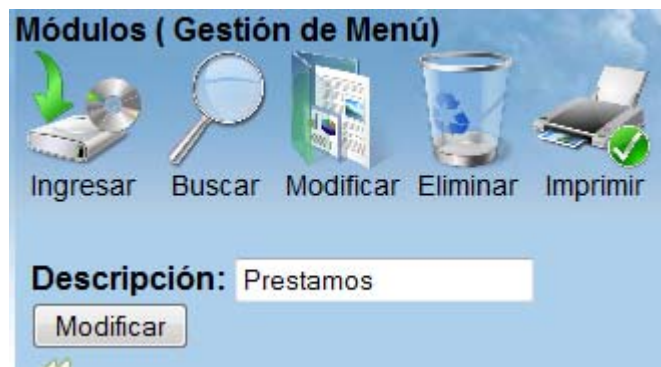 Módulos ( Gestión de Menú)
Ingresar Buscar Modificar Eliminar Imprimir
Descripción: Prestamos
Modificar